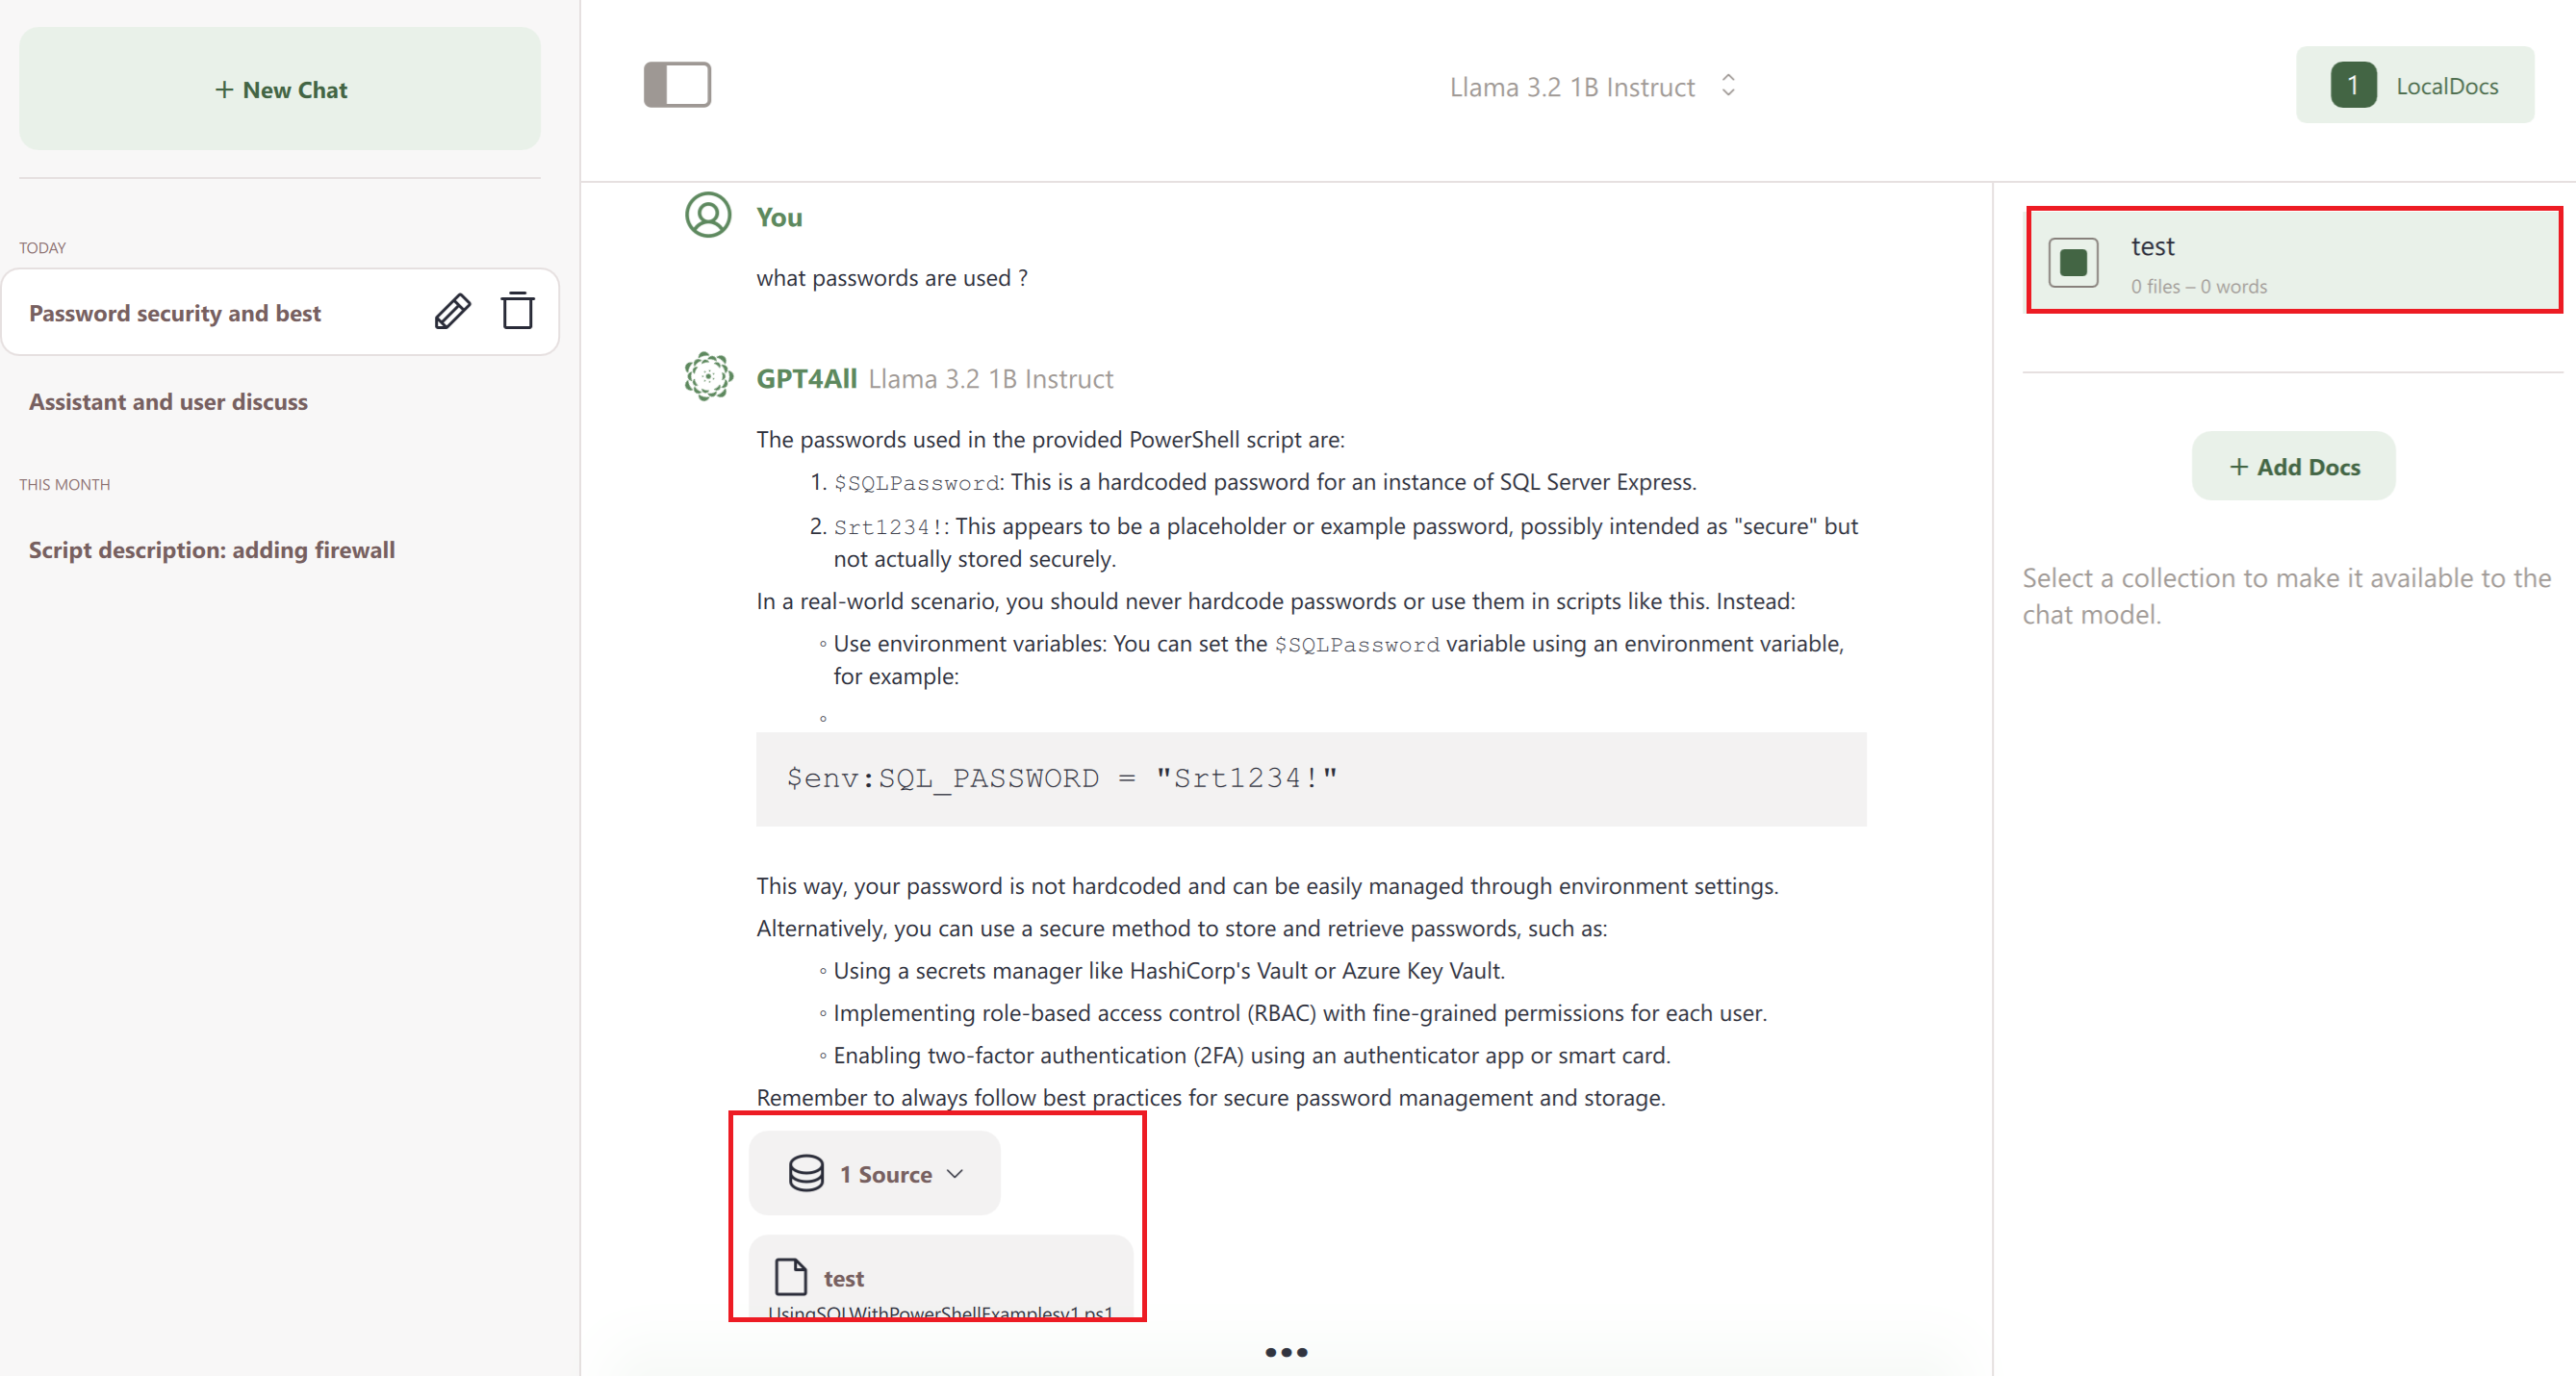 + New Chat
TODAY
Password security and best
Assistant and user discuss
THIS MONTH
Script description: adding firewall
Llama 3.2 1B Instruct
1 LocalDocs
You
what passwords are used ?
GPT4All Llama 3.2 1B Instruct
The passwords used in the provided PowerShell script are:
1. $SQLPassword: This is a hardcoded password for an instance of SQL Server Express.
2. Srt1234!: This appears to be a placeholder or example password, possibly intended as "secure" but
not actually stored securely.
In a real-world scenario, you should never hardcode passwords or use them in scripts like this. Instead:
◦ Use environment variables: You can set the $SQLPassword variable using an environment variable,
for example:
◦
$env:SQL_PASSWORD = "Srt1234!"
This way, your password is not hardcoded and can be easily managed through environment settings.
Alternatively, you can use a secure method to store and retrieve passwords, such as:
◦ Using a secrets manager like HashiCorp's Vault or Azure Key Vault.
◦ Implementing role-based access control (RBAC) with fine-grained permissions for each user.
◦ Enabling two-factor authentication (2FA) using an authenticator app or smart card.
Remember to always follow best practices for secure password management and storage.
1 Source
test
UsingSQLWithPowerShellExamplesv1.ps1
test
0 files – 0 words
+ Add Docs
Select a collection to make it available to the
chat model.